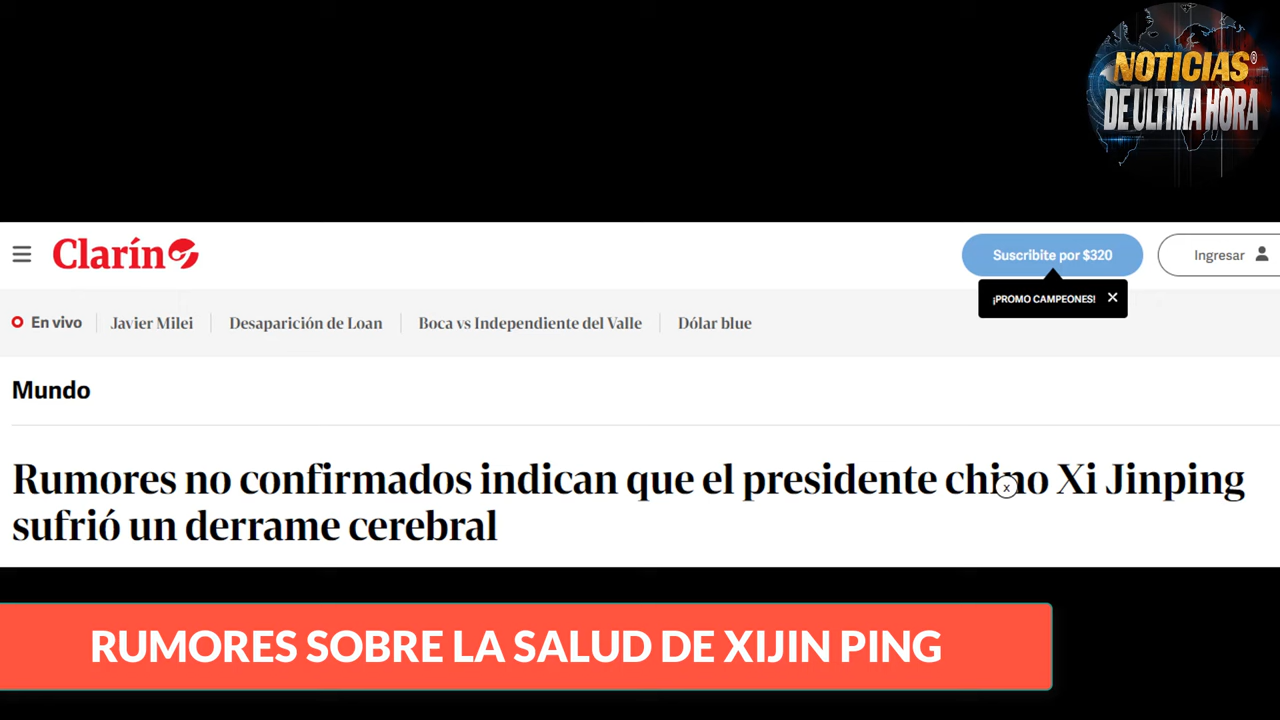 NOTICIAS®
DE ULTIMA HORA
Clarín
Suscribite por $320
Ingresar
¡PROMO CAMPEONES! X
En vivo
Javier Milei
Desaparición de Loan
Boca vs Independiente del Valle
Dólar blue
Mundo
Rumores no confirmados indican que el presidente chino Xi Jinping
sufrió un derrame cerebral
x
RUMORES SOBRE LA SALUD DE XIJIN PING